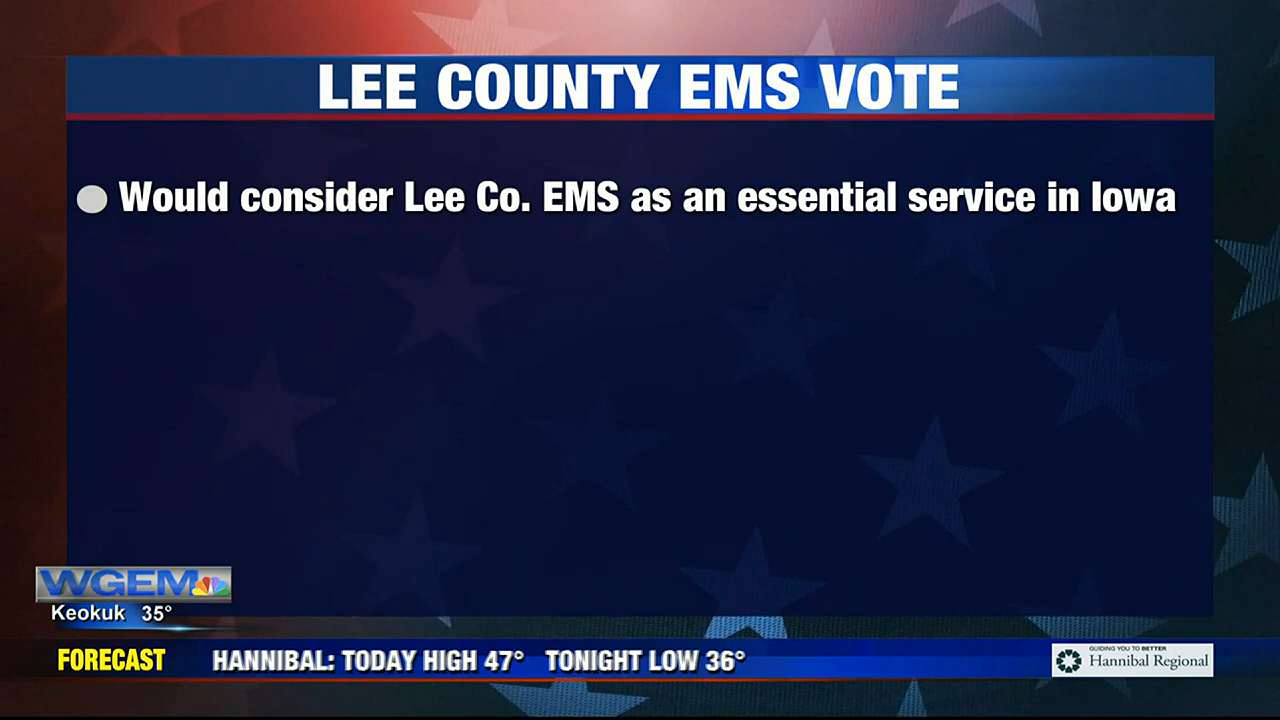 LEE COUNTY EMS VOTE
Would consider Lee Co. EMS as an essential service in Iowa
WGEM
Keokuk 35°
FORECAST HANNIBAL: TODAY HIGH 47° TONIGHT LOW 36°
GUIDING YOU TO BETTER
Hannibal Regional